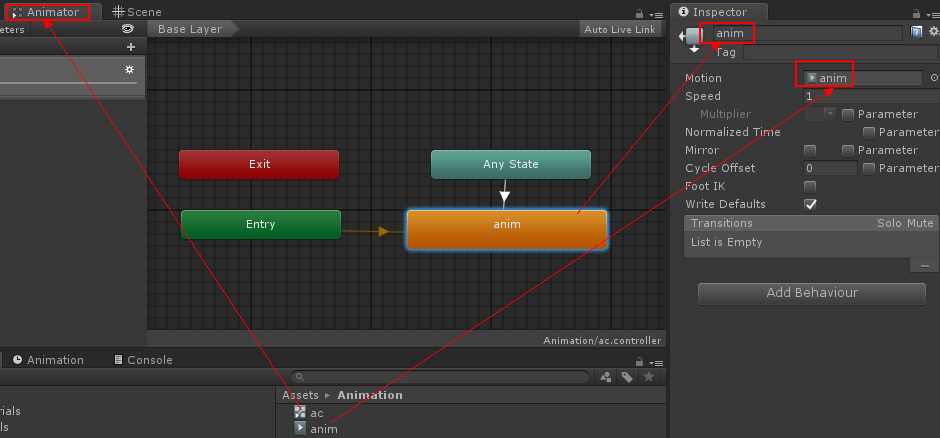 Animator
Scene
eters
Base Layer
Auto Live Link
Exit
Any State
Entry
anim
Animation/ac.controller
Animation
Console
Assets ▸ Animation
ac
anim
rials
ls
Inspector
anim
Tag
Motion anim
Speed 1
Multiplier Parameter
Normalized Time Parameter
Mirror Parameter
Cycle Offset 0 Parameter
Foot IK
Write Defaults
Transitions Solo Mute
List is Empty
Add Behaviour